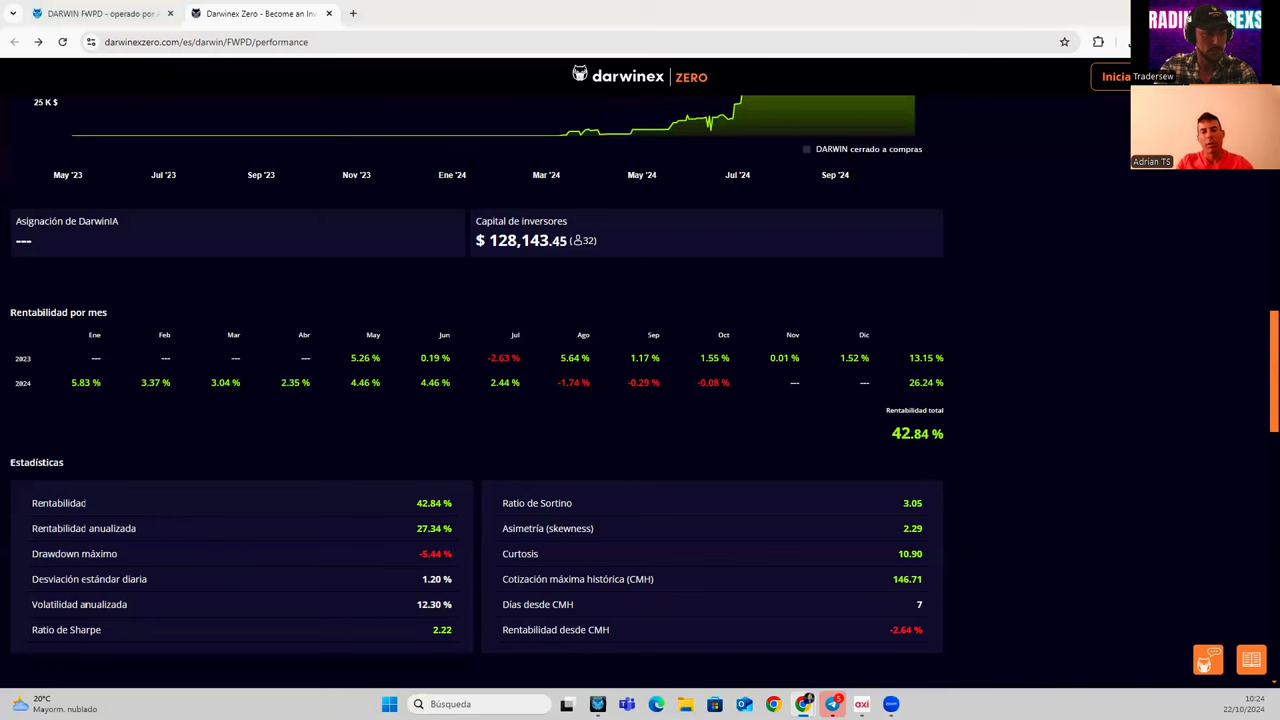 DARWIN FWPD - operado por
Darwinex Zero - Become an Inv
darwinexzero.com/es/darwin/FWPD/performance
RADIN
REXS
Tradersew
Adrian TS
darwinex | ZERO
Inicia
25 K $
DARWIN cerrado a compras
May '23 Jul '23 Sep '23 Nov '23 Ene '24 Mar '24 May '24 Jul '24 Sep '24
Asignación de DarwinIA
---
Capital de inversores
$ 128,143.45 (32)
Rentabilidad por mes
Ene Feb Mar Abr May Jun Jul Ago Sep Oct Nov Dic
2023 --- --- --- --- 5.26 % 0.19 % -2.63 % 5.64 % 1.17 % 1.55 % 0.01 % 1.52 % 13.15 %
2024 5.83 % 3.37 % 3.04 % 2.35 % 4.46 % 4.46 % 2.44 % -1.74 % -0.29 % -0.08 % --- --- 26.24 %
Rentabilidad total
42.84 %
Estadísticas
Rentabilidad 42.84 %
Rentabilidad anualizada 27.34 %
Drawdown máximo -5.44 %
Desviación estándar diaria 1.20 %
Volatilidad anualizada 12.30 %
Ratio de Sharpe 2.22
Ratio de Sortino 3.05
Asimetría (skewness) 2.29
Curtosis 10.90
Cotización máxima histórica (CMH) 146.71
Días desde CMH 7
Rentabilidad desde CMH -2.64 %
20°C
Mayorm. nublado
Búsqueda
5
axi
zoom
10:24
22/10/2024